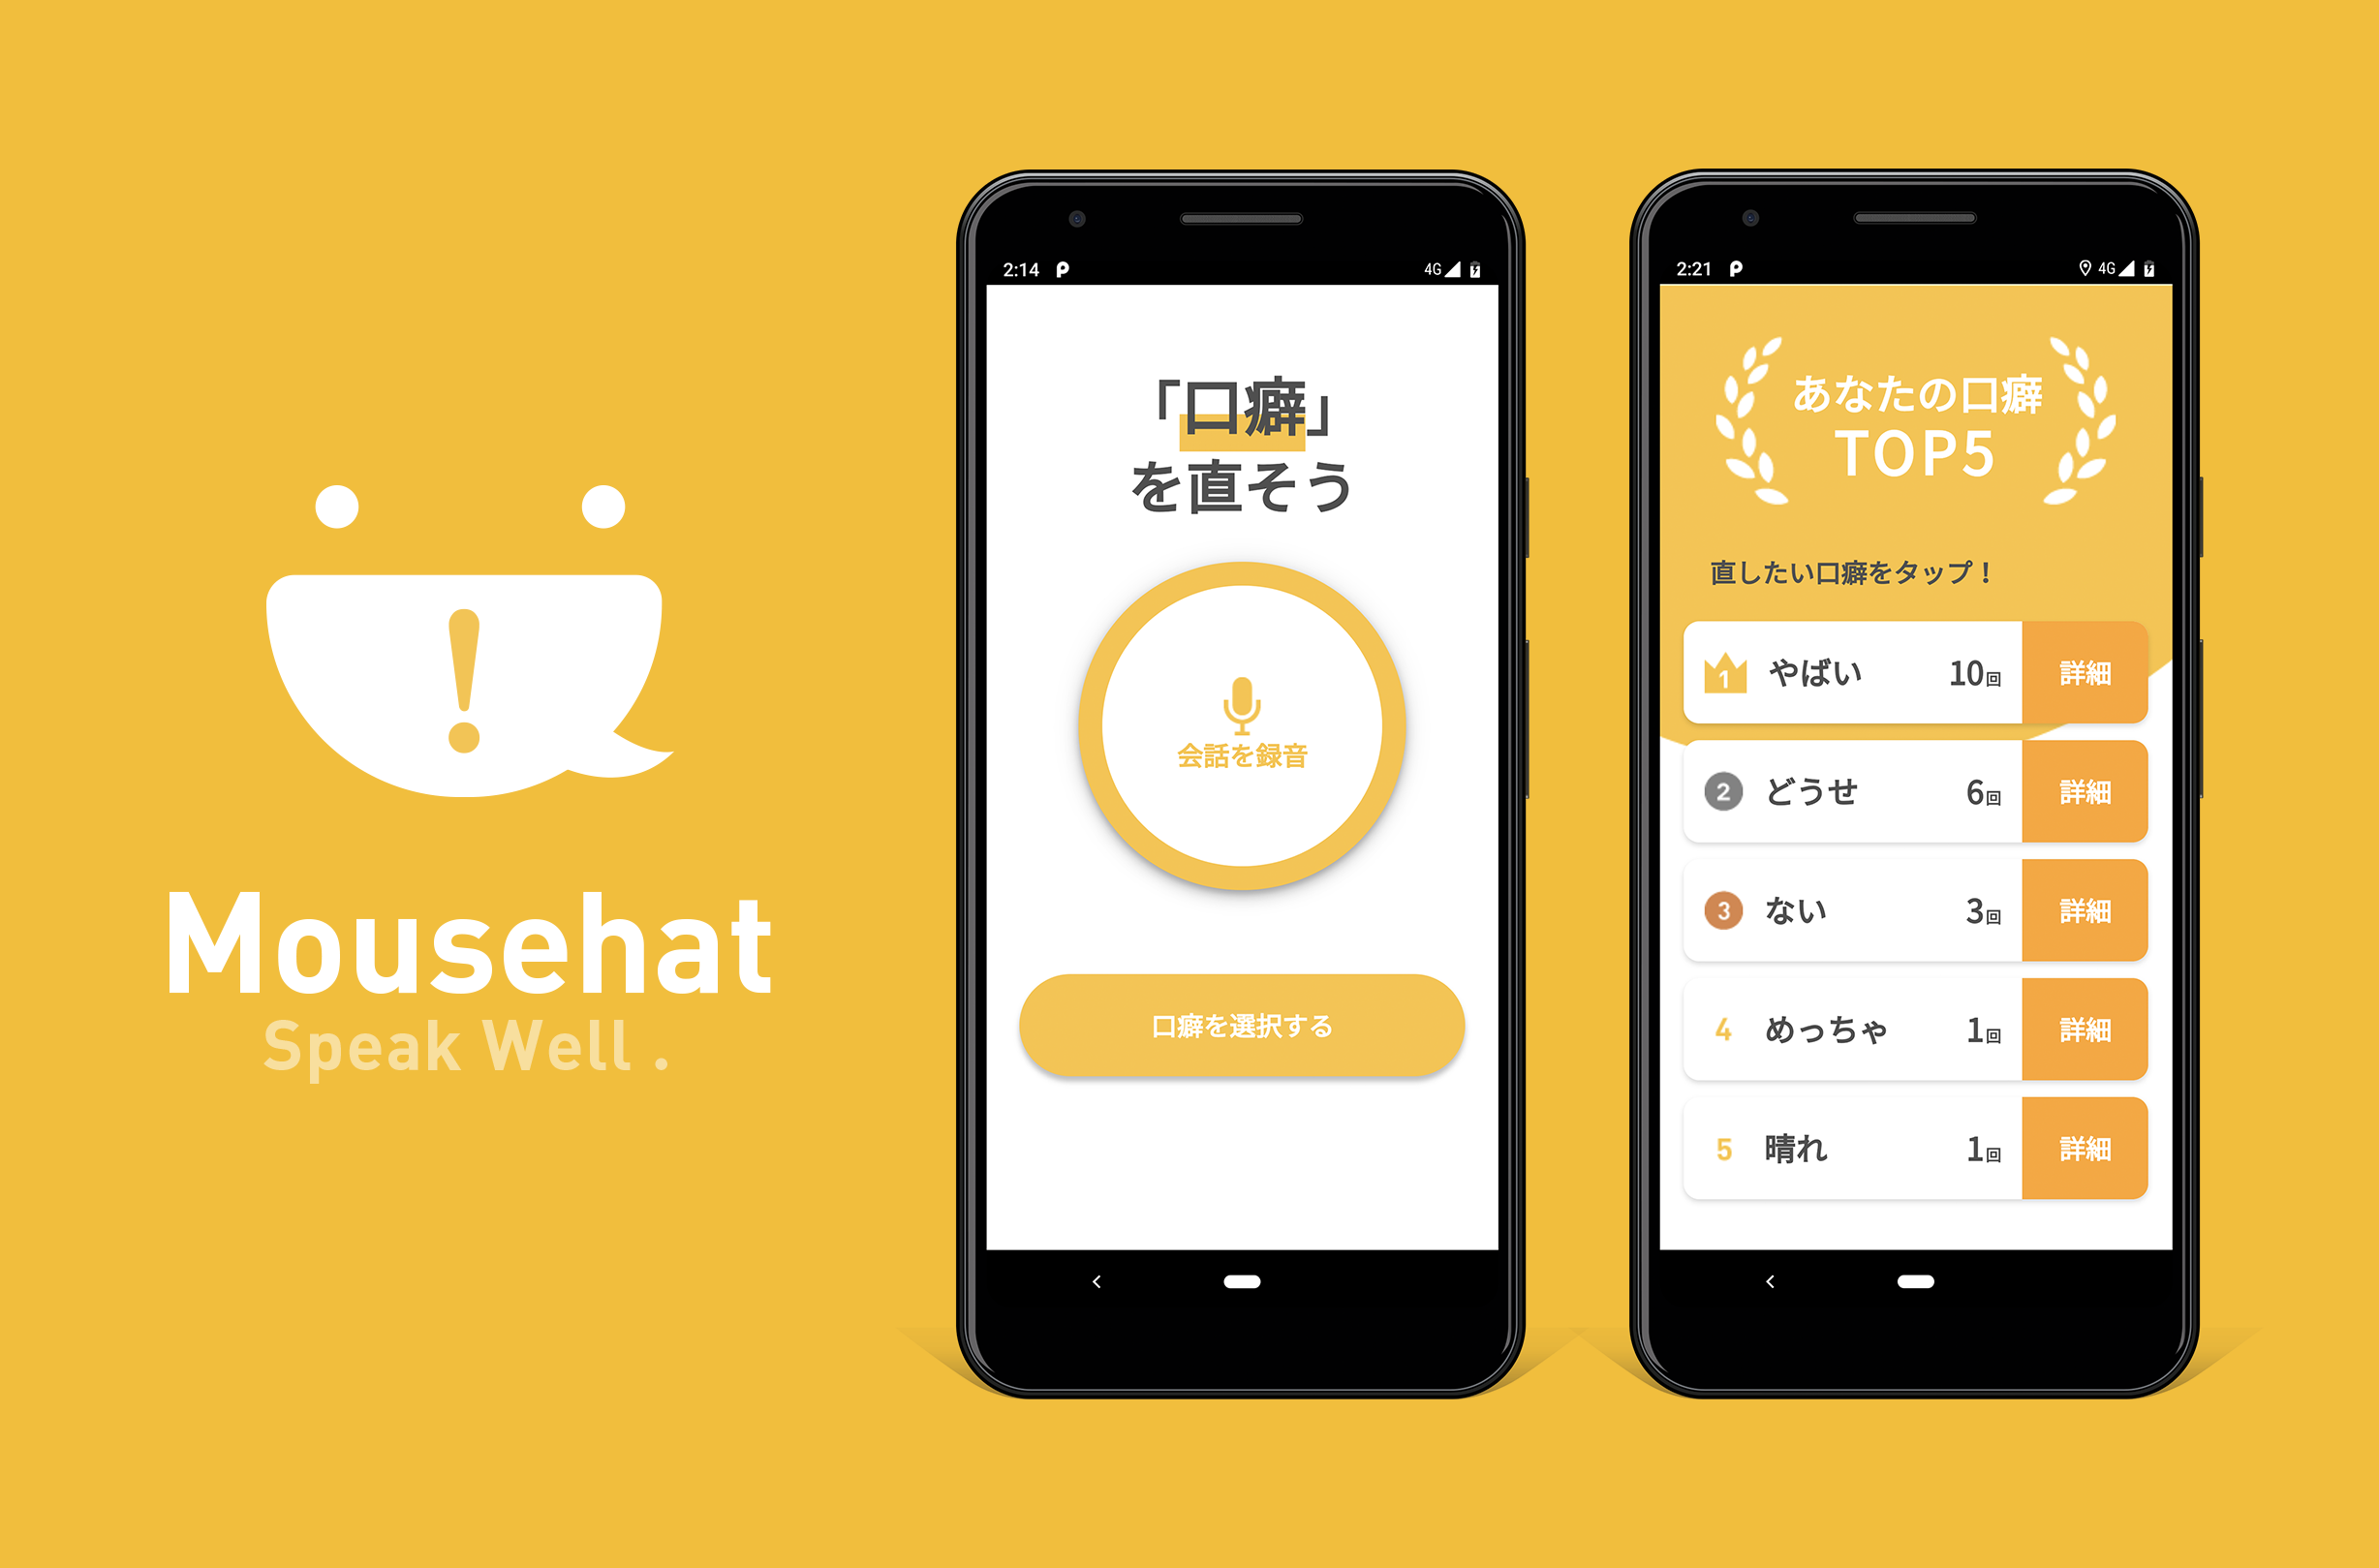 !
Mousehat
Speak Well .
2:14
4G
「口癖」
を直そう
会話を録音
口癖を選択する
2:21
4G
あなたの口癖
TOP5
直したい口癖をタップ！
1 やばい 10回 詳細
2 どうせ 6回 詳細
3 ない 3回 詳細
4 めっちゃ 1回 詳細
5 晴れ 1回 詳細